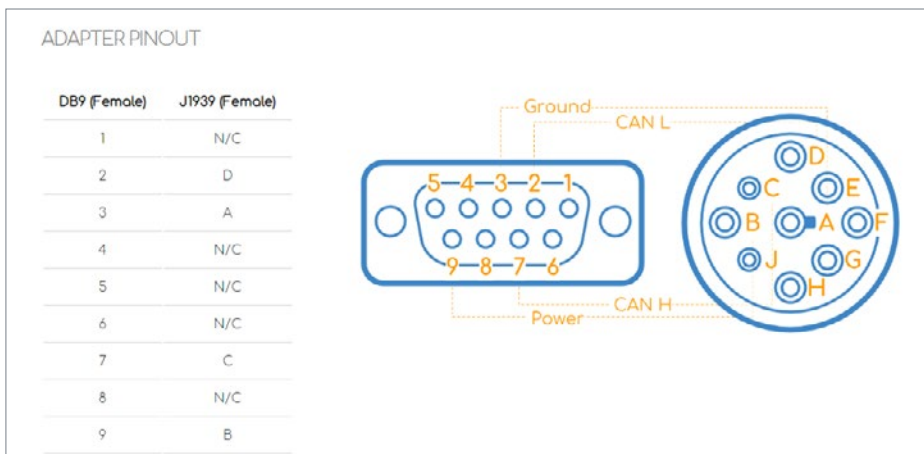 ADAPTER PINOUT
DB9 (Female) J1939 (Female)
1 N/C
2 D
3 A
4 N/C
5 N/C
6 N/C
7 C
8 N/C
9 B
Ground
CAN L
5 4 3 2 1
9 8 7 6
CAN H
Power
D
C E
B A F
J G
H